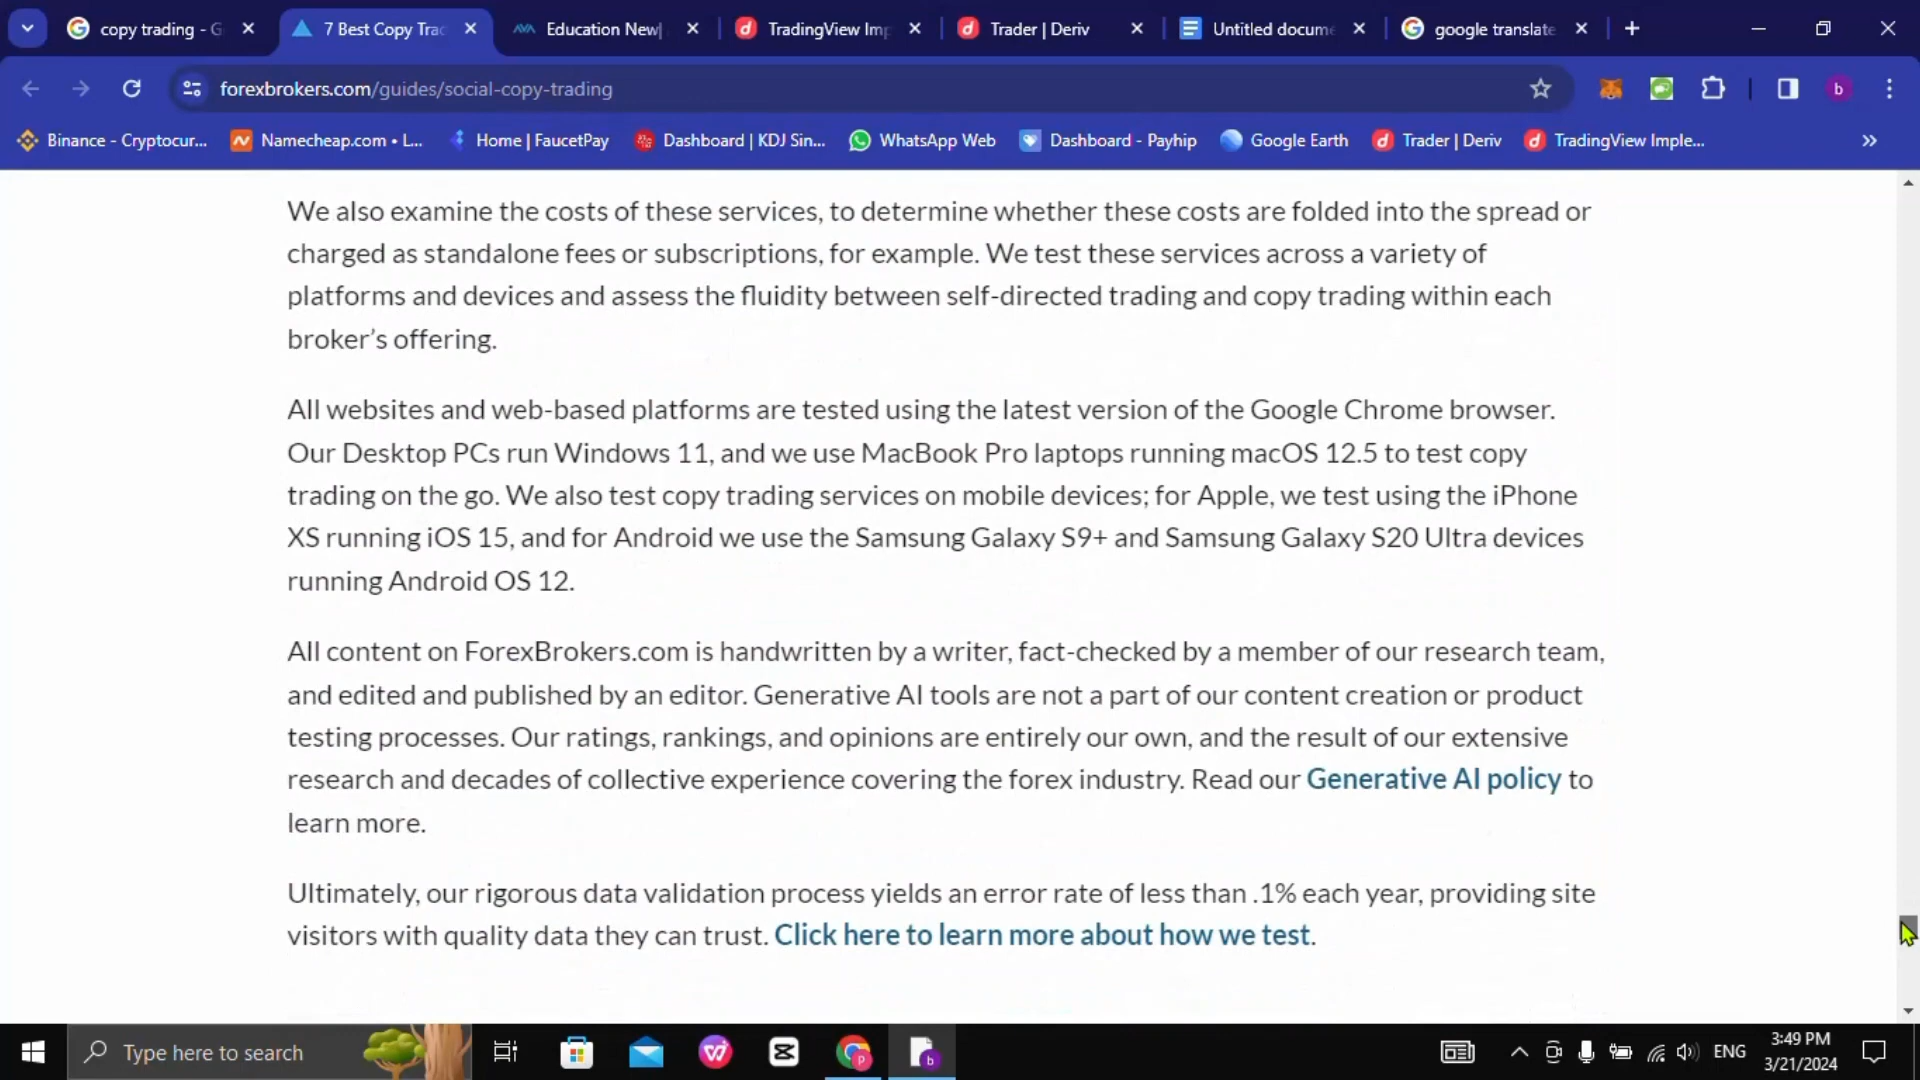 copy trading - G
7 Best Copy Trac
Education New
TradingView Imp
Trader | Deriv
Untitled docume
google translate
forexbrokers.com/guides/social-copy-trading
b
Binance - Cryptocur...
Namecheap.com • L...
Home | FaucetPay
Dashboard | KDJ Sin...
WhatsApp Web
Dashboard - Payhip
Google Earth
Trader | Deriv
TradingView Imple...
We also examine the costs of these services, to determine whether these costs are folded into the spread or
charged as standalone fees or subscriptions, for example. We test these services across a variety of
platforms and devices and assess the fluidity between self-directed trading and copy trading within each
broker’s offering.
All websites and web-based platforms are tested using the latest version of the Google Chrome browser.
Our Desktop PCs run Windows 11, and we use MacBook Pro laptops running macOS 12.5 to test copy
trading on the go. We also test copy trading services on mobile devices; for Apple, we test using the iPhone
XS running iOS 15, and for Android we use the Samsung Galaxy S9+ and Samsung Galaxy S20 Ultra devices
running Android OS 12.
All content on ForexBrokers.com is handwritten by a writer, fact-checked by a member of our research team,
and edited and published by an editor. Generative AI tools are not a part of our content creation or product
testing processes. Our ratings, rankings, and opinions are entirely our own, and the result of our extensive
research and decades of collective experience covering the forex industry. Read our Generative AI policy to
learn more.
Ultimately, our rigorous data validation process yields an error rate of less than .1% each year, providing site
visitors with quality data they can trust. Click here to learn more about how we test.
Type here to search
ENG
3:49 PM
3/21/2024